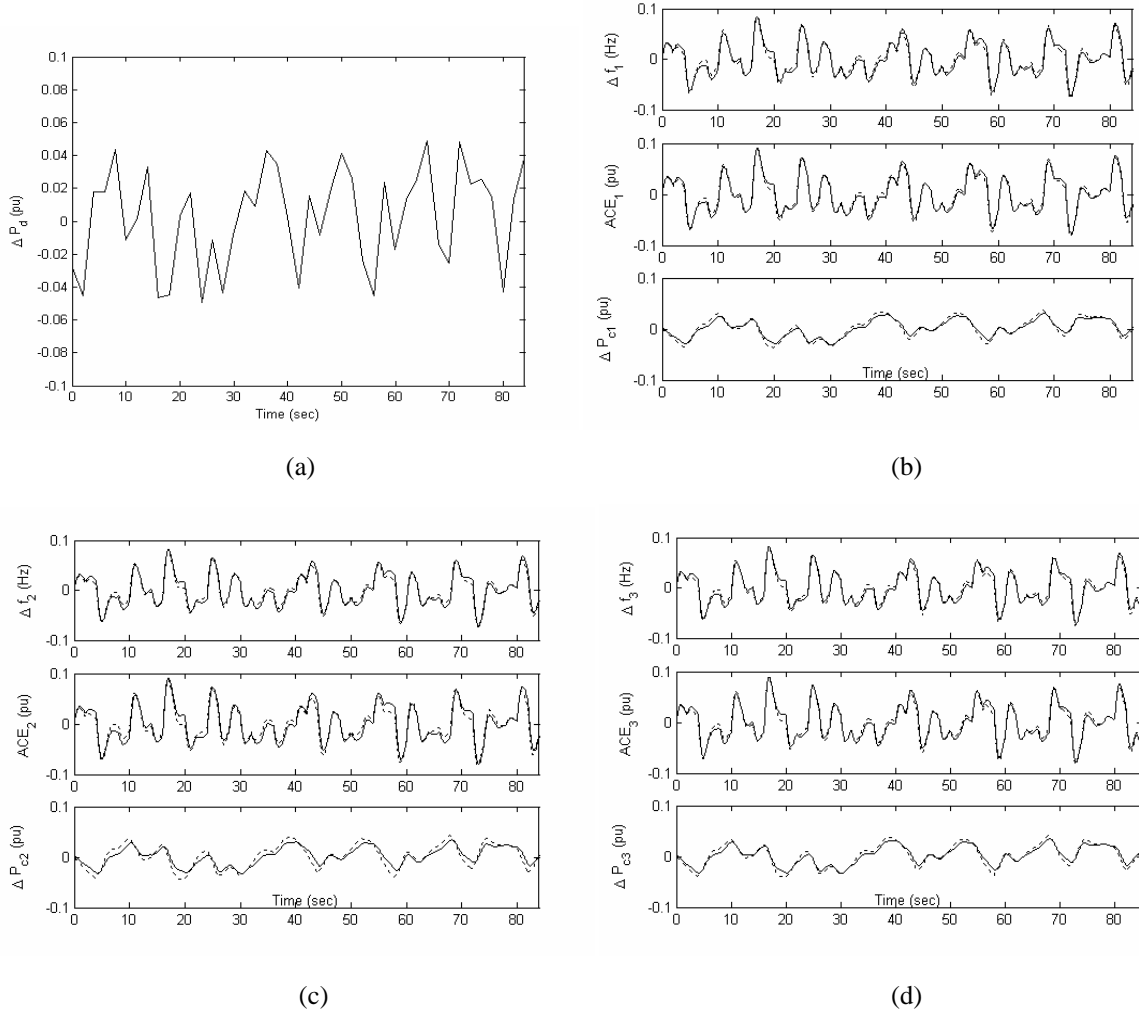 0.1
0.08
0.06
0.04
0.02
0
-0.02
-0.04
-0.06
-0.08
-0.1
Δ P_d (pu)
0 10 20 30 40 50 60 70 80
Time (sec)
(a)
0.1
0
-0.1
Δ f_1 (Hz)
0 10 20 30 40 50 60 70 80
0.1
0
-0.1
ACE_1 (pu)
0 10 20 30 40 50 60 70 80
0.1
0
-0.1
Δ P_c1 (pu)
Time (sec)
0 10 20 30 40 50 60 70 80
(b)
0.1
0
-0.1
Δ f_2 (Hz)
0 10 20 30 40 50 60 70 80
0.1
0
-0.1
ACE_2 (pu)
0 10 20 30 40 50 60 70 80
0.1
0
-0.1
Δ P_c2 (pu)
Time (sec)
0 10 20 30 40 50 60 70 80
(c)
0.1
0
-0.1
Δ f_3 (Hz)
0 10 20 30 40 50 60 70 80
0.1
0
-0.1
ACE_3 (pu)
0 10 20 30 40 50 60 70 80
0.1
0
-0.1
Δ P_c3 (pu)
Time (sec)
0 10 20 30 40 50 60 70 80
(d)